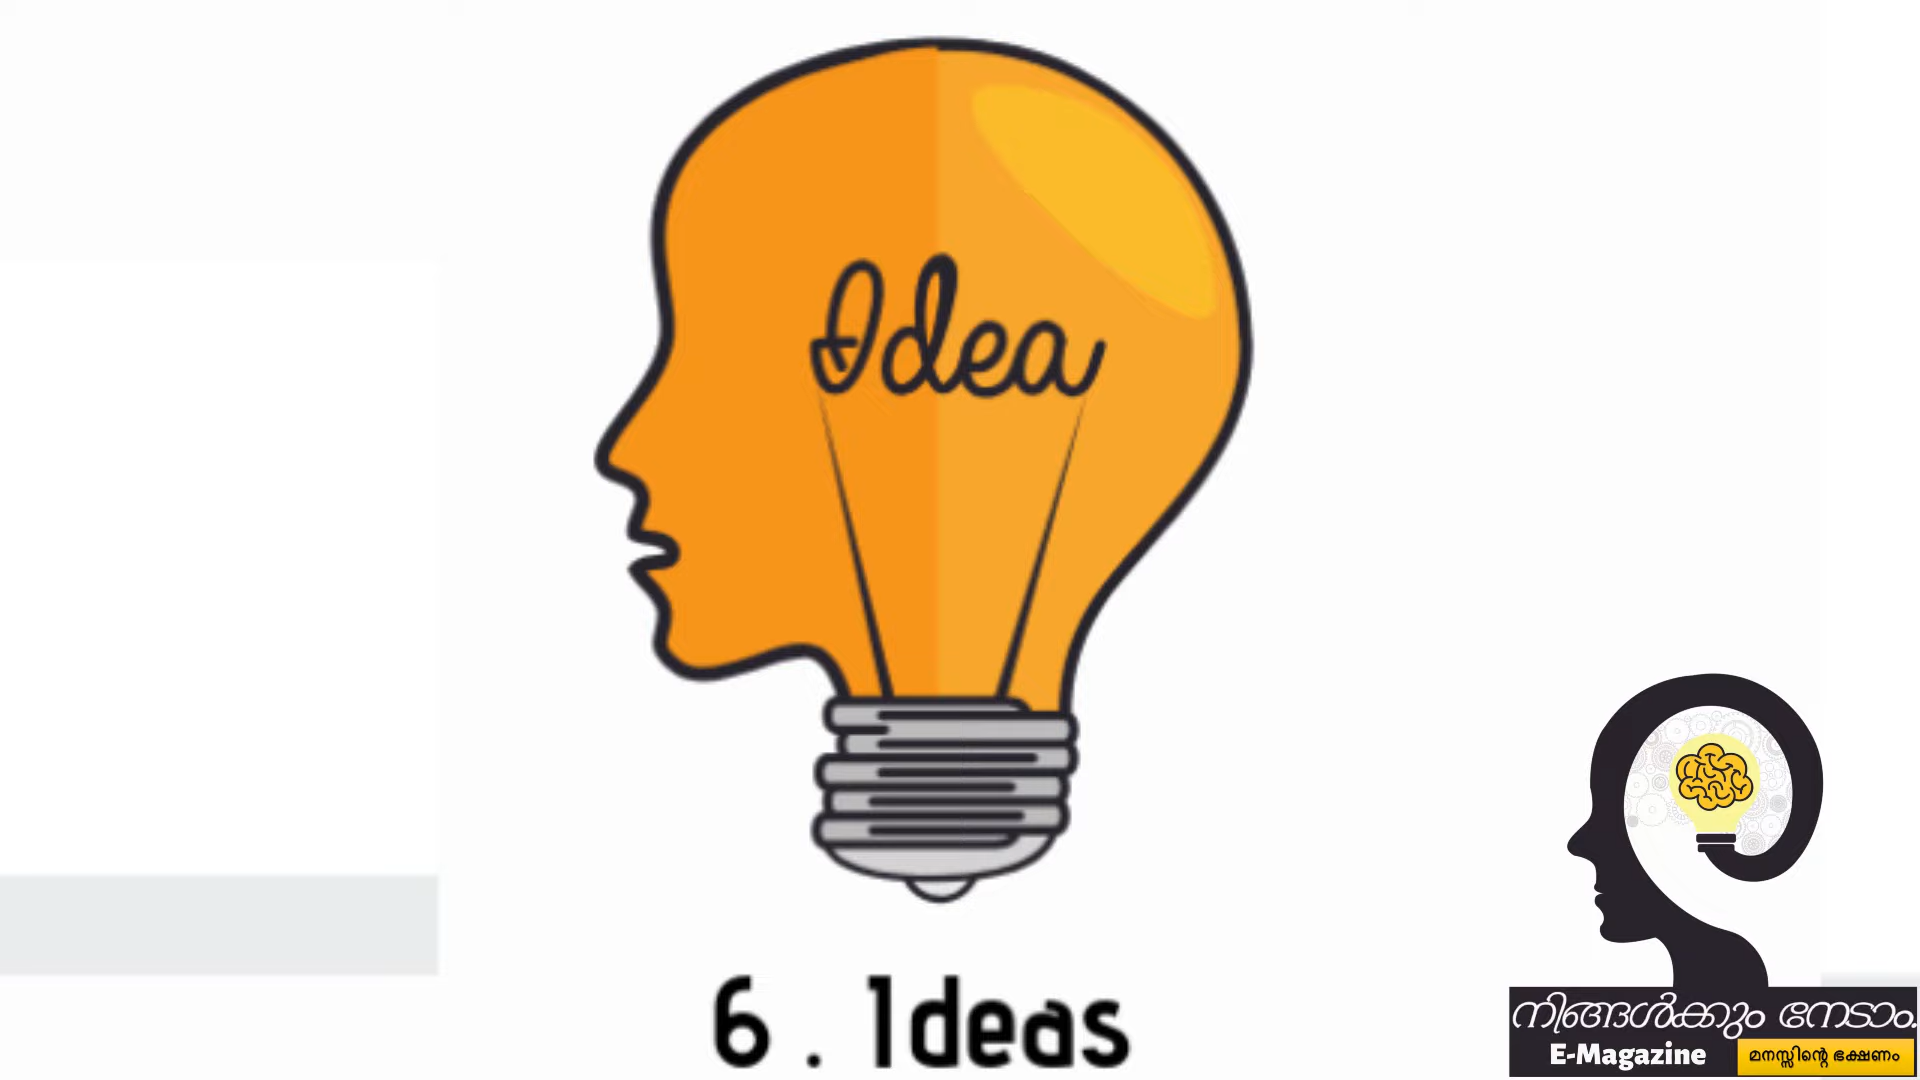 Idea
6 . Ideas
നിങ്ങൾക്കും നേടാം.
E-Magazine
മനസ്സിന്റെ ഭക്ഷണം